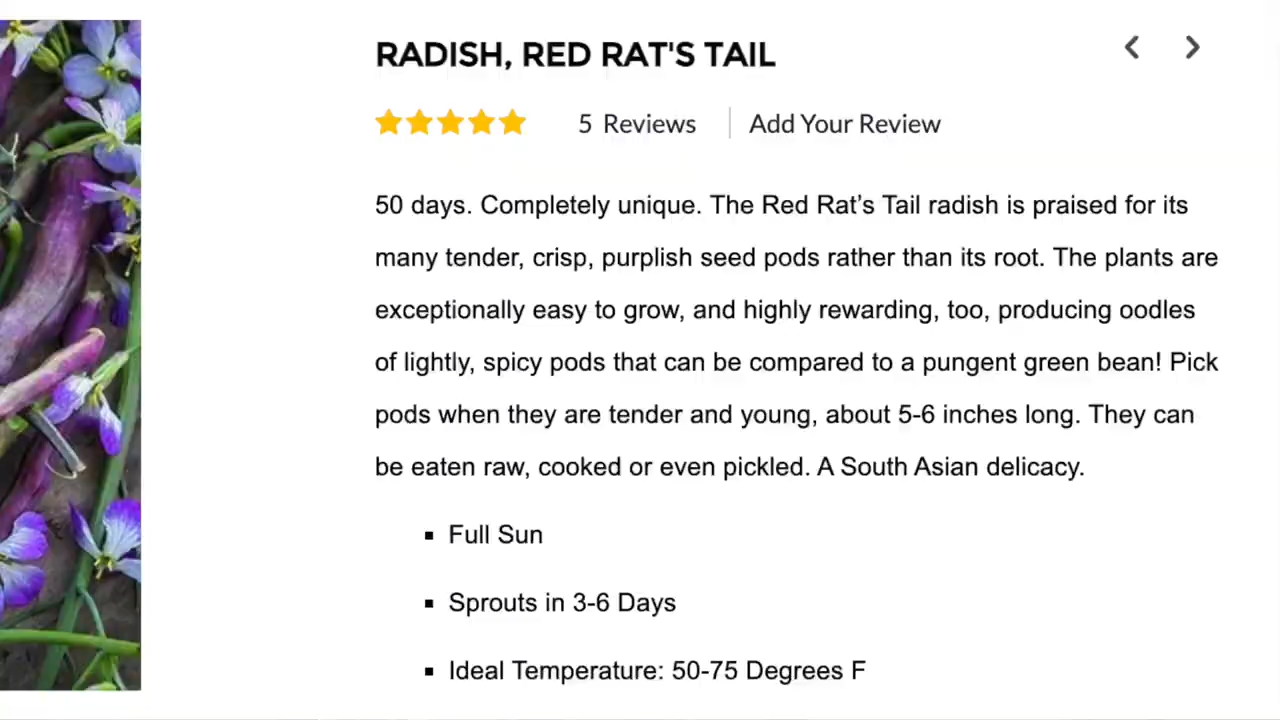 RADISH, RED RAT'S TAIL
5 Reviews
Add Your Review
50 days. Completely unique. The Red Rat’s Tail radish is praised for its
many tender, crisp, purplish seed pods rather than its root. The plants are
exceptionally easy to grow, and highly rewarding, too, producing oodles
of lightly, spicy pods that can be compared to a pungent green bean! Pick
pods when they are tender and young, about 5-6 inches long. They can
be eaten raw, cooked or even pickled. A South Asian delicacy.
Full Sun
Sprouts in 3-6 Days
Ideal Temperature: 50-75 Degrees F